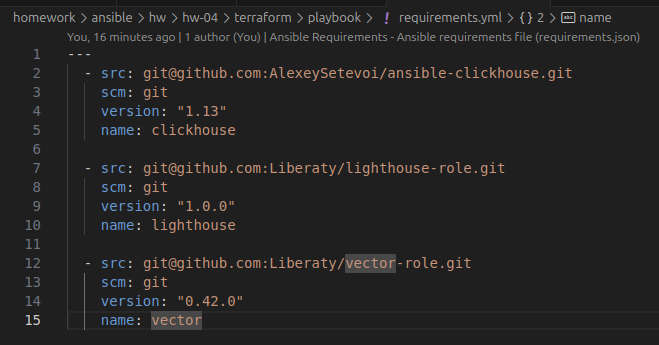 homework > ansible > hw > hw-04 > terraform > playbook > ! requirements.yml > {} 2 > abc name
You, 16 minutes ago | 1 author (You) | Ansible Requirements - Ansible requirements file (requirements.json)
1 ---
2 - src: git@github.com:AlexeySetevoi/ansible-clickhouse.git
3 scm: git
4 version: "1.13"
5 name: clickhouse
6
7 - src: git@github.com:Liberaty/lighthouse-role.git
8 scm: git
9 version: "1.0.0"
10 name: lighthouse
11
12 - src: git@github.com:Liberaty/vector-role.git
13 scm: git
14 version: "0.42.0"
15 name: vector